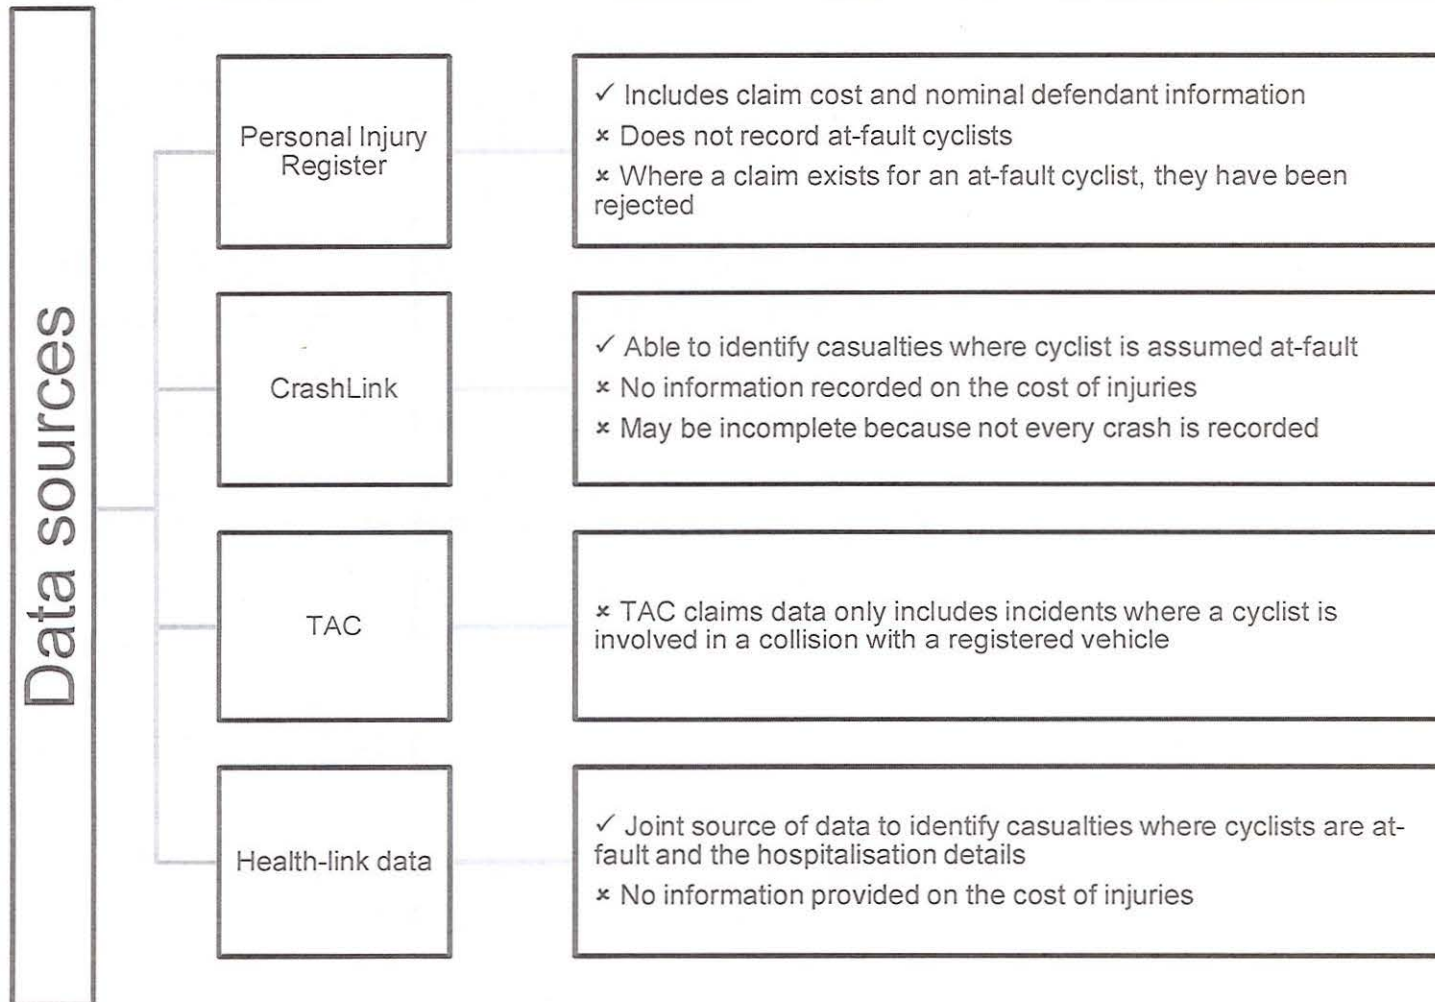 Data sources
Personal Injury
Register
✓ Includes claim cost and nominal defendant information
× Does not record at-fault cyclists
× Where a claim exists for an at-fault cyclist, they have been
rejected
CrashLink
✓ Able to identify casualties where cyclist is assumed at-fault
× No information recorded on the cost of injuries
× May be incomplete because not every crash is recorded
TAC
× TAC claims data only includes incidents where a cyclist is
involved in a collision with a registered vehicle
Health-link data
✓ Joint source of data to identify casualties where cyclists are at-
fault and the hospitalisation details
× No information provided on the cost of injuries